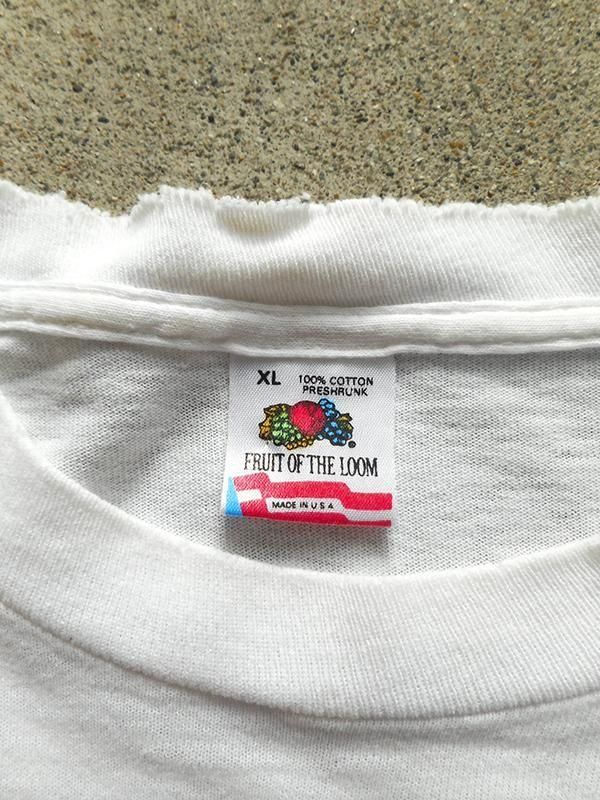 XL 100% COTTON
PRESHRUNK
FRUIT OF THE LOOM
MADE IN U S A